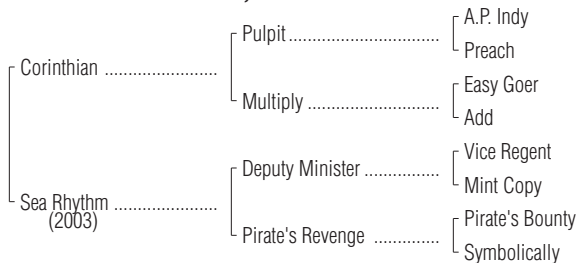 A.P. Indy
Pulpit
Preach
Corinthian
Easy Goer
Multiply
Add
Vice Regent
Deputy Minister
Mint Copy
Sea Rhythm
(2003)
Pirate's Bounty
Pirate's Revenge
Symbolically